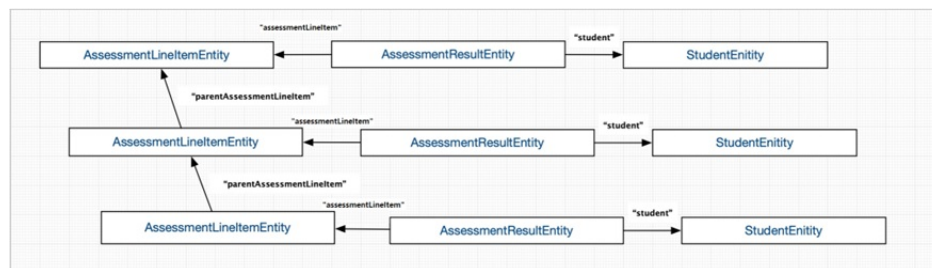 "assessmentLineItem"
"student"
AssessmentLineItemEntity
AssessmentResultEntity
StudentEnitity
"parentAssessmentLineItem"
"assessmentLineItem"
"student"
AssessmentLineItemEntity
AssessmentResultEntity
StudentEnitity
"parentAssessmentLineItem"
"assessmentLineItem"
"student"
AssessmentLineItemEntity
AssessmentResultEntity
StudentEnitity